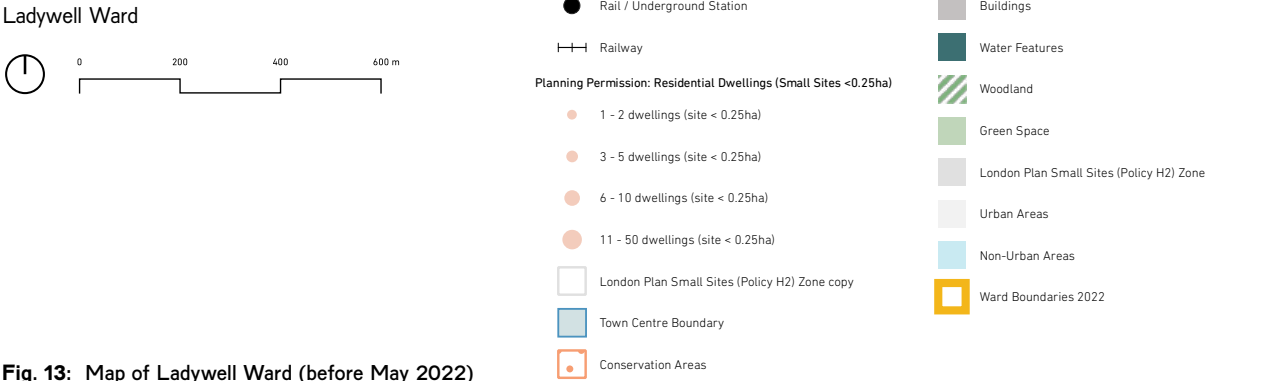 Ladywell Ward
0 200 400 600 m
Rail / Underground Station
Railway
Planning Permission: Residential Dwellings (Small Sites <0.25ha)
1 - 2 dwellings (site < 0.25ha)
3 - 5 dwellings (site < 0.25ha)
6 - 10 dwellings (site < 0.25ha)
11 - 50 dwellings (site < 0.25ha)
London Plan Small Sites (Policy H2) Zone copy
Town Centre Boundary
Conservation Areas
Buildings
Water Features
Woodland
Green Space
London Plan Small Sites (Policy H2) Zone
Urban Areas
Non-Urban Areas
Ward Boundaries 2022
Fig. 13: Map of Ladywell Ward (before May 2022)